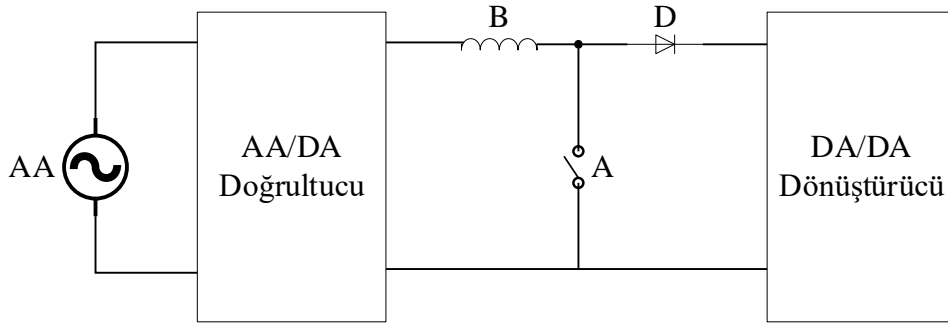 B
D
AA
AA/DA
Doğrultucu
A
DA/DA
Dönüştürücü